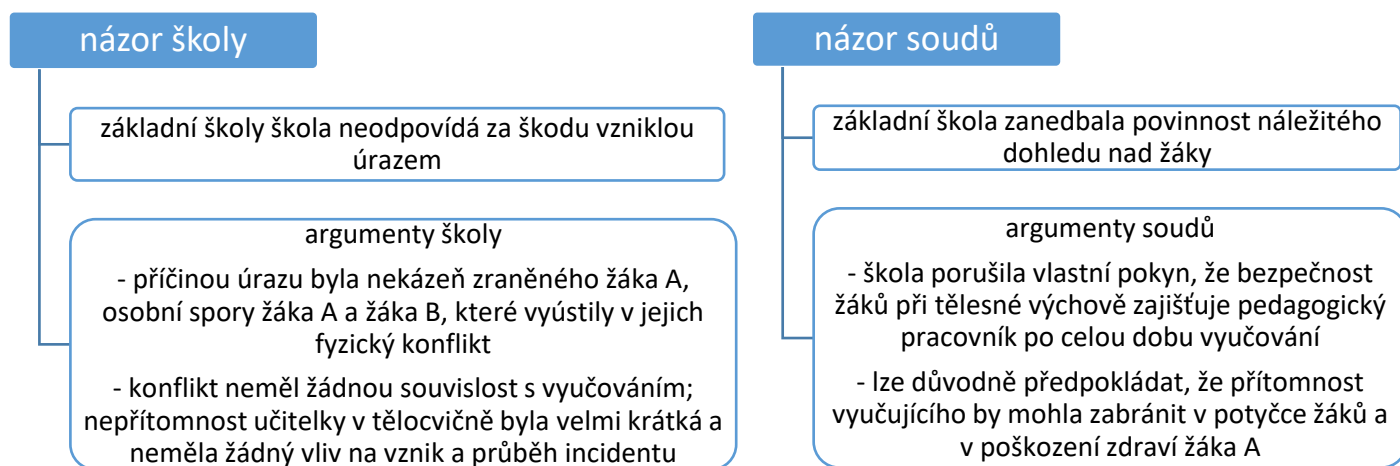 názor školy
základní školy škola neodpovídá za škodu vzniklou
úrazem
argumenty školy
- příčinou úrazu byla nekázeň zraněného žáka A,
osobní spory žáka A a žáka B, které vyústily v jejich
fyzický konflikt
- konflikt neměl žádnou souvislost s vyučováním;
nepřítomnost učitelky v tělocvičně byla velmi krátká a
neměla žádný vliv na vznik a průběh incidentu
názor soudů
základní škola zanedbala povinnost náležitého
dohledu nad žáky
argumenty soudů
- škola porušila vlastní pokyn, že bezpečnost
žáků při tělesné výchově zajišťuje pedagogický
pracovník po celou dobu vyučování
- lze důvodně předpokládat, že přítomnost
vyučujícího by mohla zabránit v potyčce žáků a
v poškození zdraví žáka A